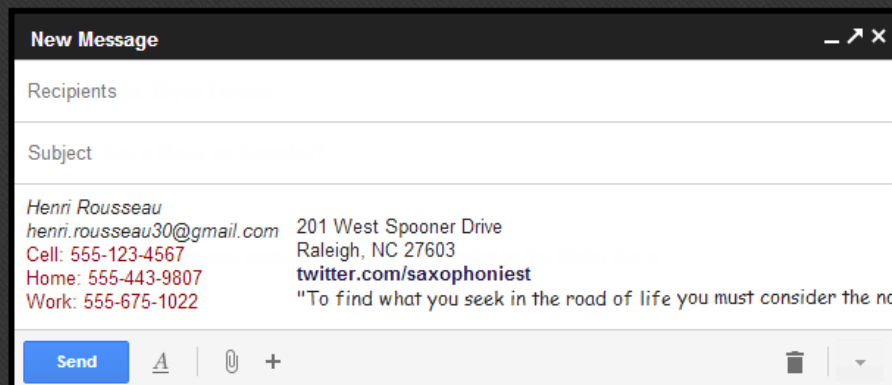 New Message
Recipients
Subject
Henri Rousseau
henri.rousseau30@gmail.com
Cell: 555-123-4567
Home: 555-443-9807
Work: 555-675-1022
201 West Spooner Drive
Raleigh, NC 27603
twitter.com/saxophoniest
"To find what you seek in the road of life you must consider the
Send
A